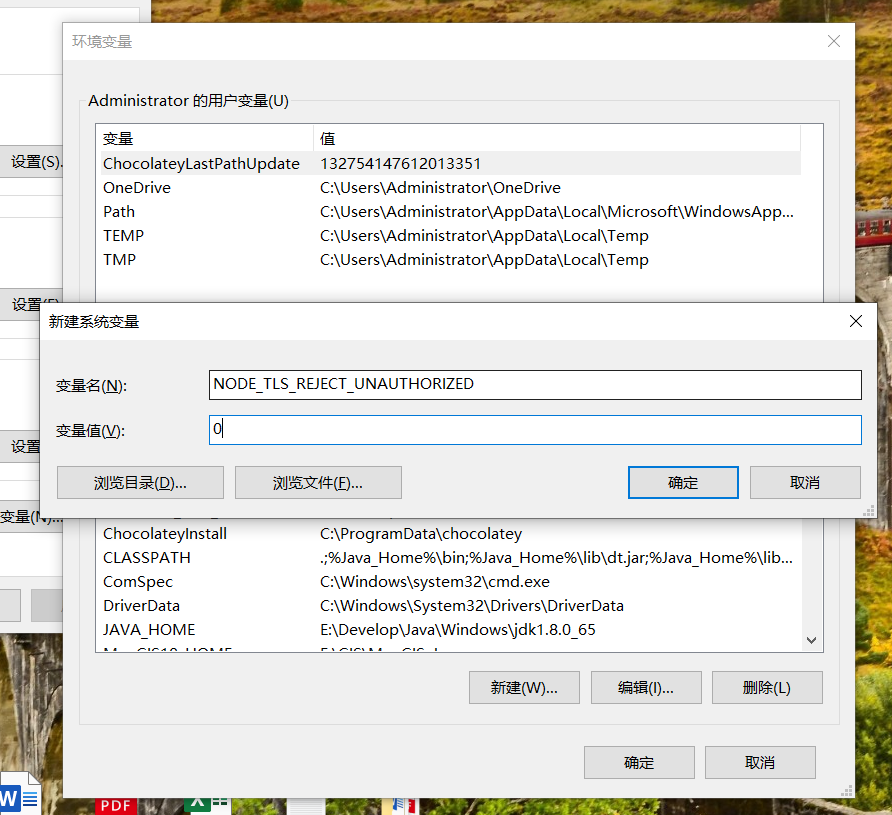 环境变量
Administrator 的用户变量(U)
变量 值
ChocolateyLastPathUpdate 132754147612013351
OneDrive C:\Users\Administrator\OneDrive
Path C:\Users\Administrator\AppData\Local\Microsoft\WindowsApp...
TEMP C:\Users\Administrator\AppData\Local\Temp
TMP C:\Users\Administrator\AppData\Local\Temp
设置(S)...
设置(E)
设置
变量(N)...
新建系统变量
变量名(N):
NODE_TLS_REJECT_UNAUTHORIZED
变量值(V):
0
浏览目录(D)...
浏览文件(F)...
确定
取消
ChocolateyInstall C:\ProgramData\chocolatey
CLASSPATH .;%Java_Home%\bin;%Java_Home%\lib\dt.jar;%Java_Home%\lib...
ComSpec C:\Windows\system32\cmd.exe
DriverData C:\Windows\System32\Drivers\DriverData
JAVA_HOME E:\Develop\Java\Windows\jdk1.8.0_65
新建(W)...
编辑(I)...
删除(L)
确定
取消
W
PDF
X